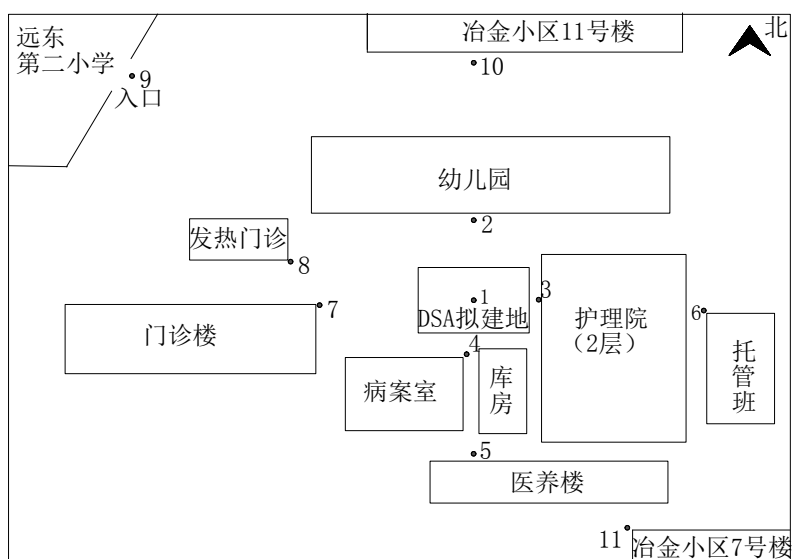 远东
第二小学
9
入口
冶金小区11号楼
10
北
幼儿园
2
发热门诊
8
1
DSA拟建地
3
护理院
（2层）
6
托
管
班
7
门诊楼
4
病案室
库
房
5
医养楼
11
冶金小区7号楼